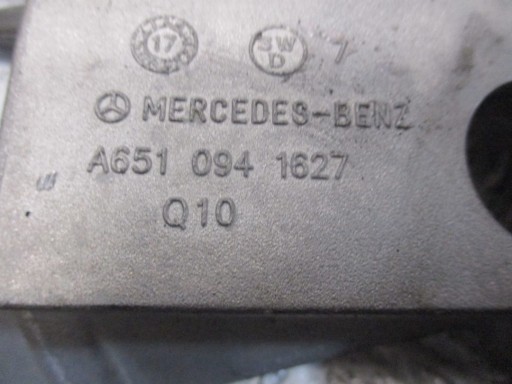 17 SW D 7
MERCEDES-BENZ
A651 094 1627
Q10